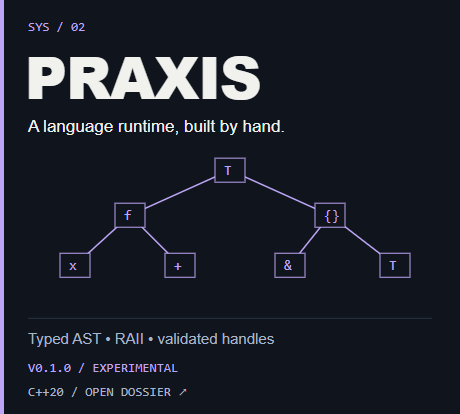 SYS / 02
PRAXIS
A language runtime, built by hand.
T
f {}
x + & T
Typed AST • RAII • validated handles
V0.1.0 / EXPERIMENTAL
C++20 / OPEN DOSSIER ↗